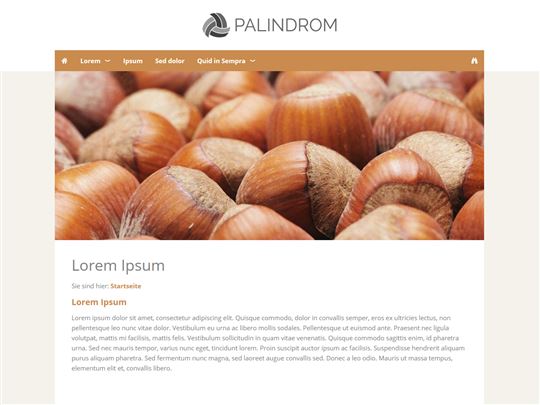 PALINDROM
Lorem Ipsum Sed dolor Quid in Sempra
Lorem Ipsum
Sie sind hier: Startseite
Lorem Ipsum
Lorem ipsum dolor sit amet, consectetur adipiscing elit. Quisque commodo, dolor in convallis semper, eros ex ultricies lectus, non
pellentesque leo nunc vitae dolor. Vestibulum eu urna ac libero mollis sodales. Pellentesque ut euismod ante. Praesent nec ligula
volutpat, mattis mi facilisis, mattis felis. Vestibulum sollicitudin in quam vitae venenatis. Quisque commodo sagittis enim, id pharetra
urna. Sed nec mauris tempor, varius nunc eget, tincidunt lorem. Proin suscipit auctor ipsum ac facilisis. Suspendisse hendrerit aliquam
purus aliquam pharetra. Sed fermentum nunc magna, sed laoreet augue convallis sed. Donec a leo odio. Mauris ut massa tempus,
elementum elit et, convallis libero.